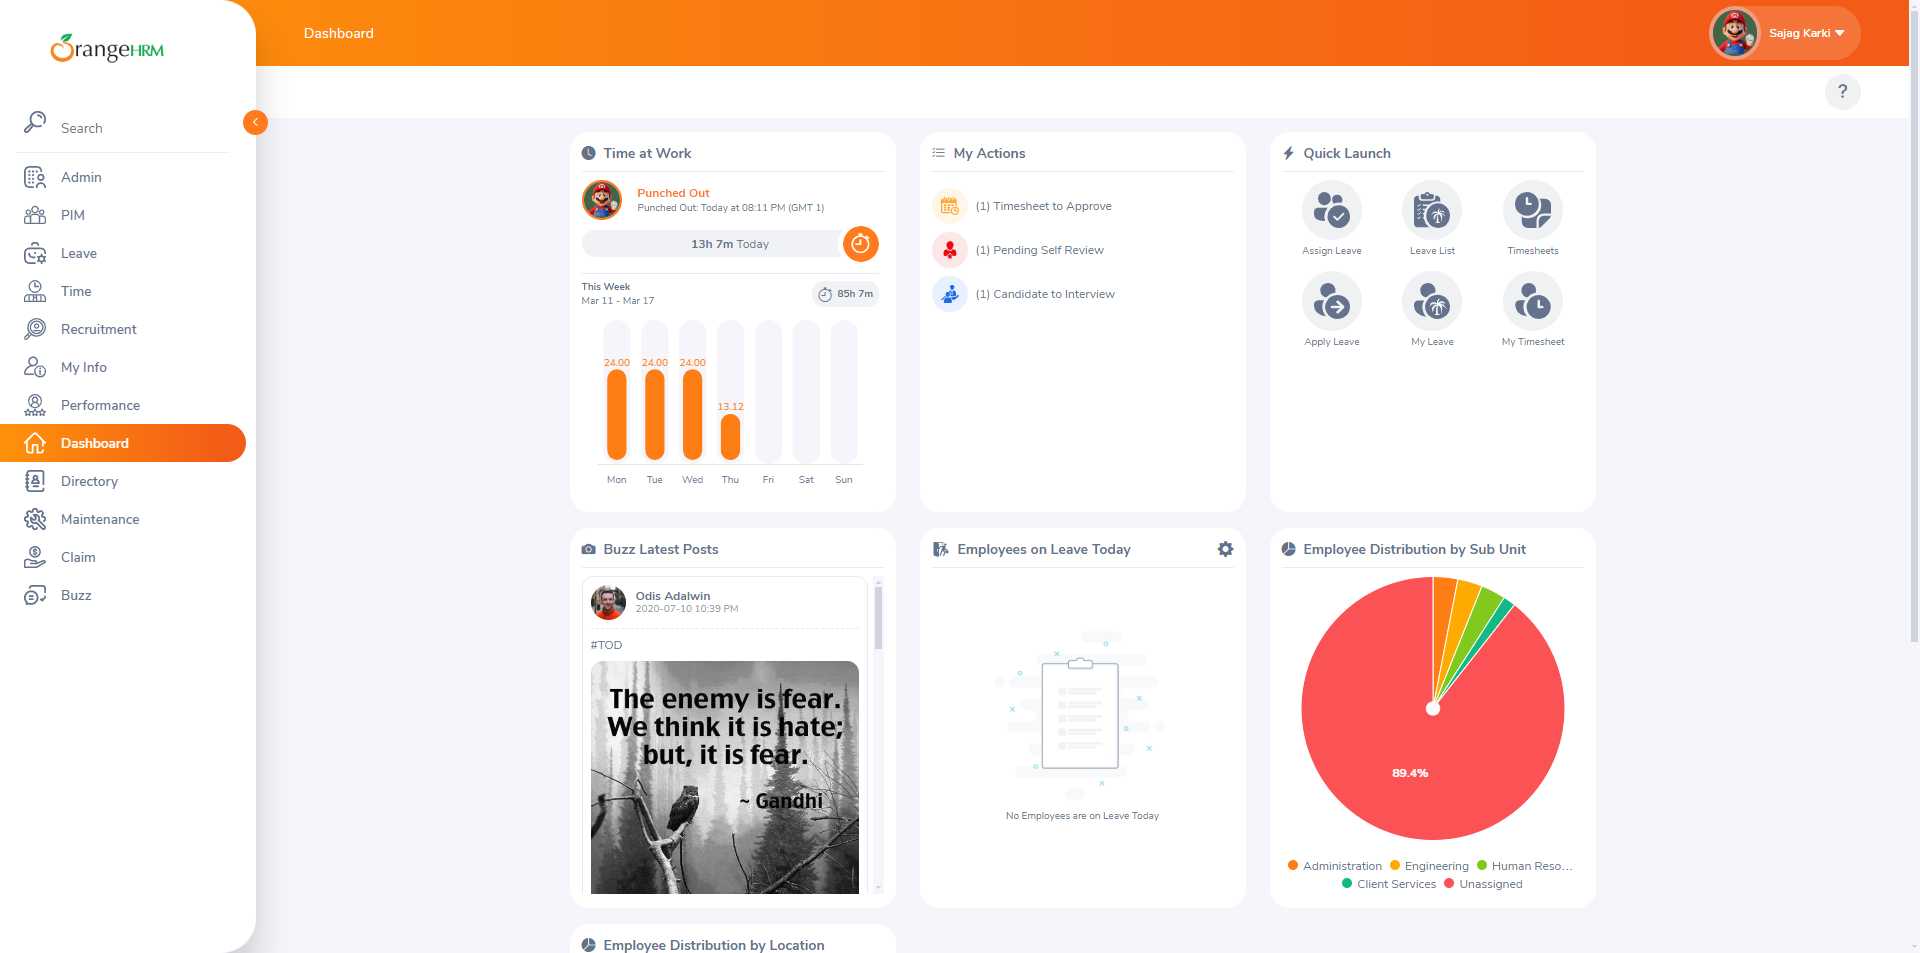 OrangeHRM
Dashboard
Sajag Karki
?
Search
Admin
PIM
Leave
Time
Recruitment
My Info
Performance
Dashboard
Directory
Maintenance
Claim
Buzz
Time at Work
Punched Out
Punched Out: Today at 08:11 PM (GMT 1)
13h 7m Today
This Week
Mar 11 - Mar 17
85h 7m
24.00 24.00 24.00
13.12
Mon Tue Wed Thu Fri Sat Sun
My Actions
(1) Timesheet to Approve
(1) Pending Self Review
(1) Candidate to Interview
Quick Launch
Assign Leave Leave List Timesheets
Apply Leave My Leave My Timesheet
Buzz Latest Posts
Odis Adalwin
2020-07-10 10:39 PM
#TOD
The enemy is fear.
We think it is hate;
but, it is fear.
~ Gandhi
Employees on Leave Today
No Employees are on Leave Today
Employee Distribution by Sub Unit
89.4%
Administration Engineering Human Reso...
Client Services Unassigned
Employee Distribution by Location